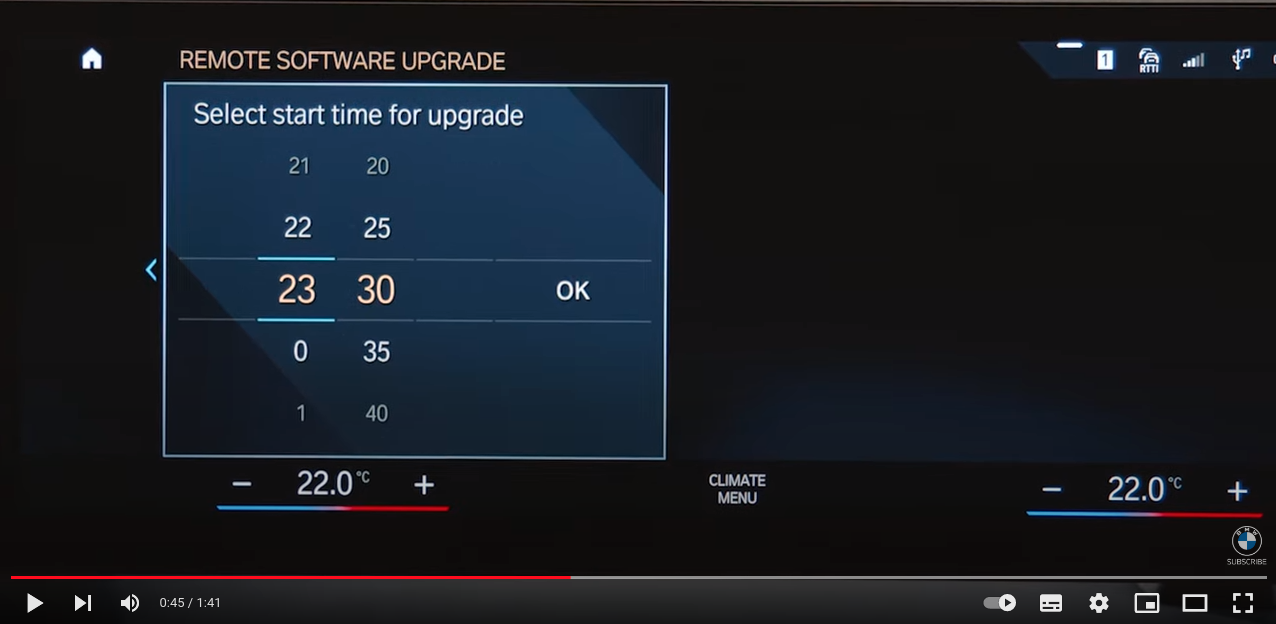 REMOTE SOFTWARE UPGRADE
1
RTTI
Select start time for upgrade
21 20
22 25
23 30 OK
0 35
1 40
22.0°C
CLIMATE
MENU
22.0°C
BMW
SUBSCRIBE
0:45 / 1:41